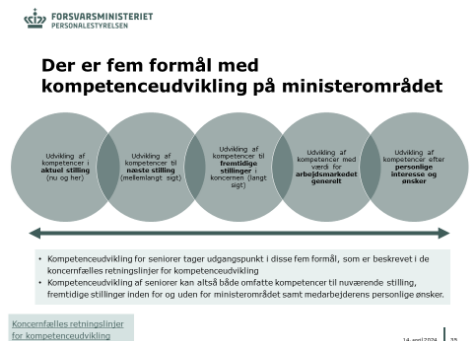 FORSVARSMINISTERIET
PERSONALESTYRELSEN
Der er fem formål med
kompetenceudvikling på ministerområdet
Udvikling af
kompetencer i
aktuel stilling
(nu og her)
Udvikling af
kompetencer til
næste stilling
(mellemlangt sigt)
Udvikling af
kompetencer til
fremtidige
stillinger i
koncernen (langt
sigt)
Udvikling af
kompetencer med
værdi for
arbejdsmarkedet
generelt
Udvikling af
kompetencer efter
personlige
interesse og
ønsker
• Kompetenceudvikling for seniorer tager udgangspunkt i disse fem formål, som er beskrevet i de
koncernfælles retningslinjer for kompetenceudvikling
• Kompetenceudvikling af seniorer kan altså både omfatte kompetencer til nuværende stilling,
fremtidige stillinger inden for og uden for ministerområdet samt medarbejderens personlige ønsker.
Koncernfælles retningslinjer
for kompetenceudvikling